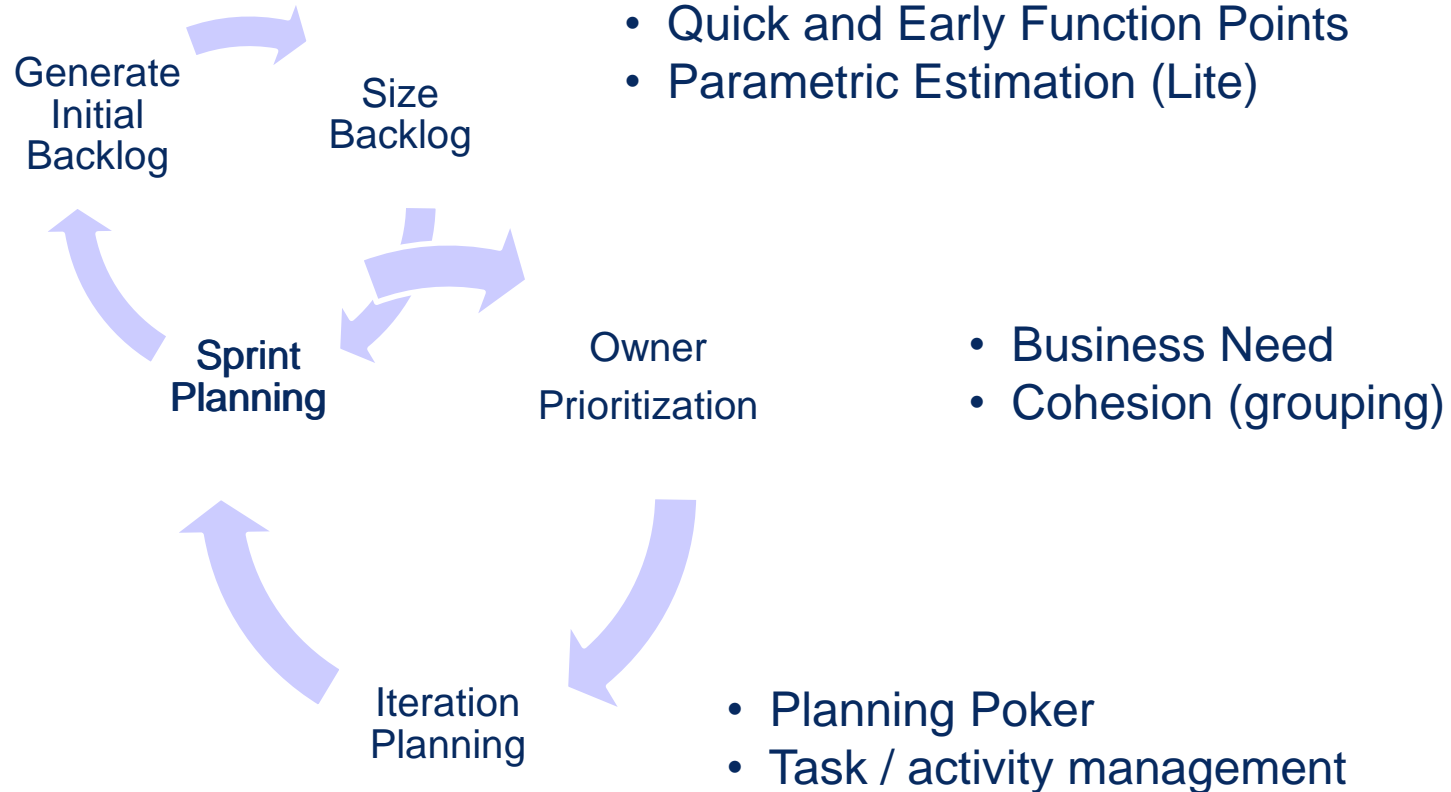 Generate
Initial
Backlog
Size
Backlog
• Quick and Early Function Points
• Parametric Estimation (Lite)
Sprint
Planning
Owner
Prioritization
• Business Need
• Cohesion (grouping)
Iteration
Planning
• Planning Poker
• Task / activity management